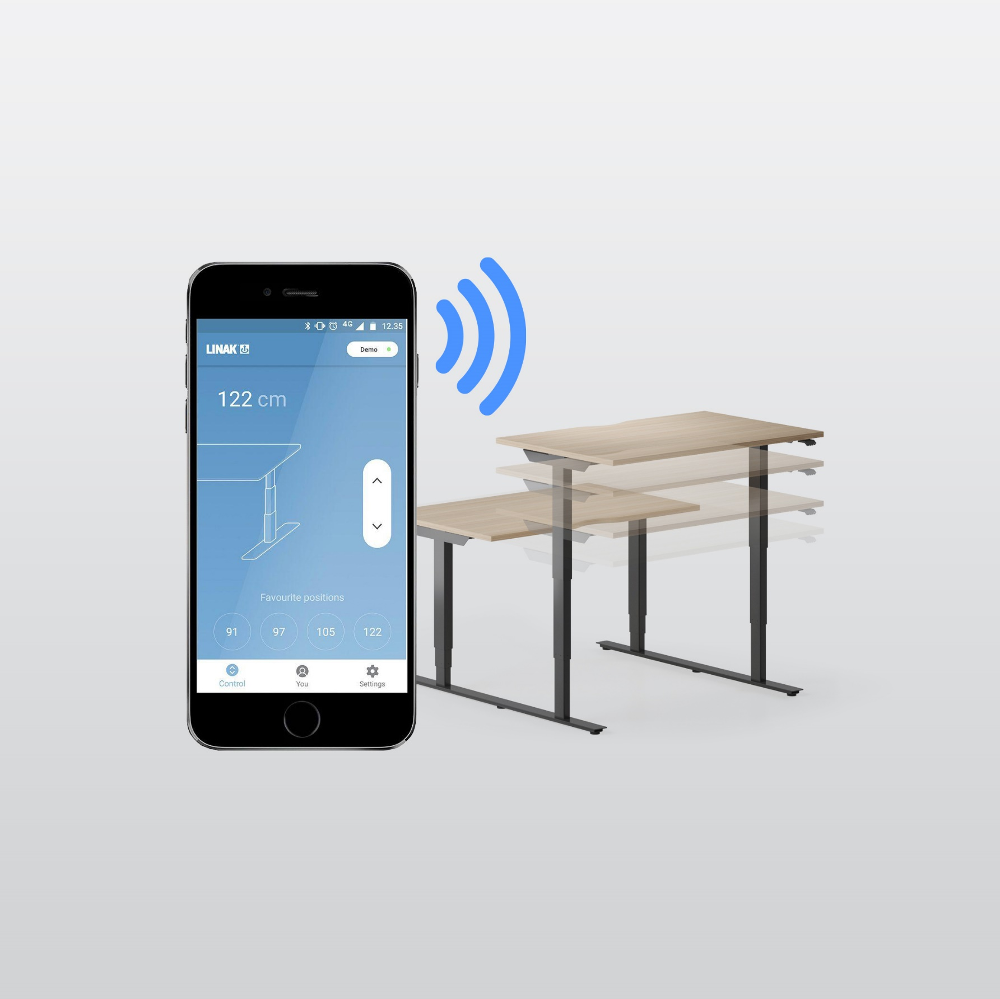 4G 12.35
LINAK
Demo
122 cm
Favourite positions
91 97 105 122
Control You Settings